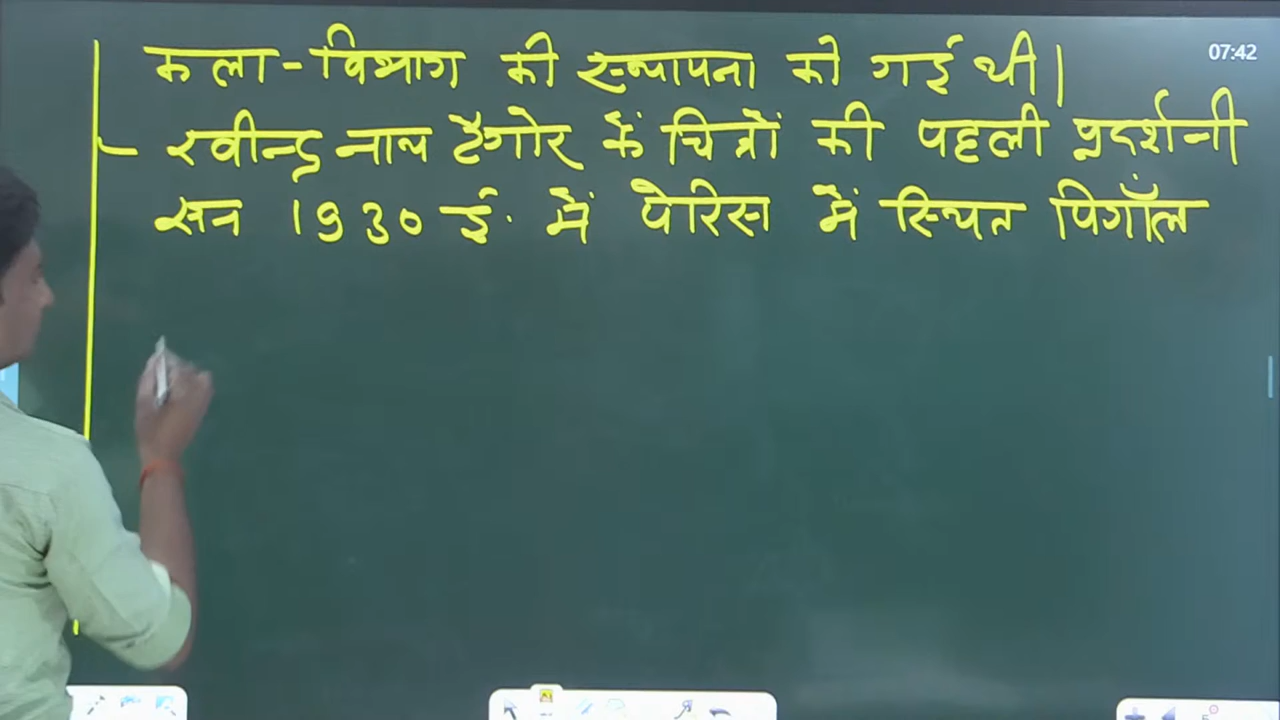 07:42
कला-विभाग की स्थापना की गई थी|
– रवीन्द्र नाथ टैगोर के चित्रों की पहली प्रदर्शनी
सन 1930 ई. में पेरिस में स्थित पिगॉल